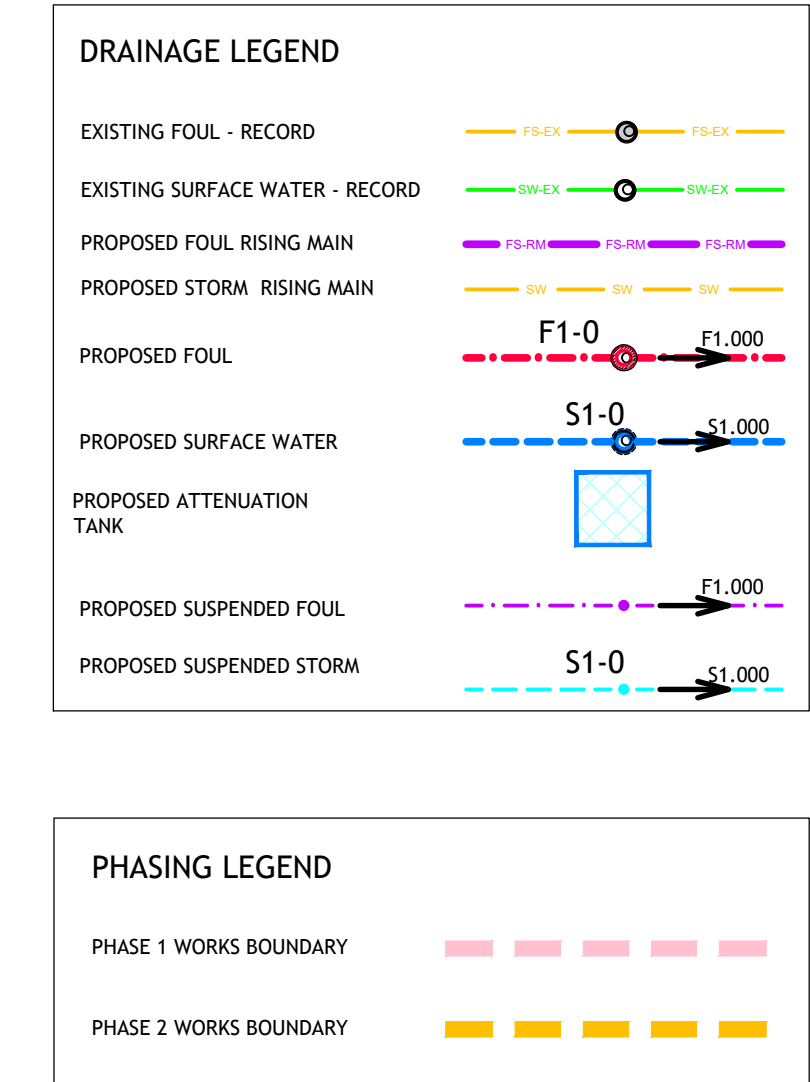 DRAINAGE LEGEND
EXISTING FOUL - RECORD FS-EX FS-EX
EXISTING SURFACE WATER - RECORD SW-EX SW-EX
PROPOSED FOUL RISING MAIN FS-RM FS-RM FS-RM
PROPOSED STORM RISING MAIN SW SW SW
F1-0 F1.000
PROPOSED FOUL
S1-0 S1.000
PROPOSED SURFACE WATER
PROPOSED ATTENUATION
TANK
F1.000
PROPOSED SUSPENDED FOUL
PROPOSED SUSPENDED STORM S1-0 S1.000
PHASING LEGEND
PHASE 1 WORKS BOUNDARY
PHASE 2 WORKS BOUNDARY